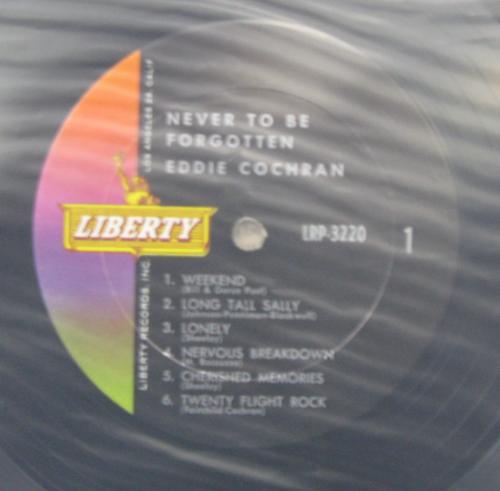 NEVER TO BE
FORGOTTEN
EDDIE COCHRAN
LIBERTY
LRP-3220
1
1. WEEKEND
(Bill & Doree Post)
2. LONG TALL SALLY
(Johnson-Penniman-Blackwell)
3. LONELY
(Sheeley)
4. NERVOUS BREAKDOWN
5. CHERISHED MEMORIES
(Sheeley)
6. TWENTY FLIGHT ROCK
(Fairchild-Cochran)
LIBERTY RECORDS, INC.
LOS ANGELES 28, CALIF.